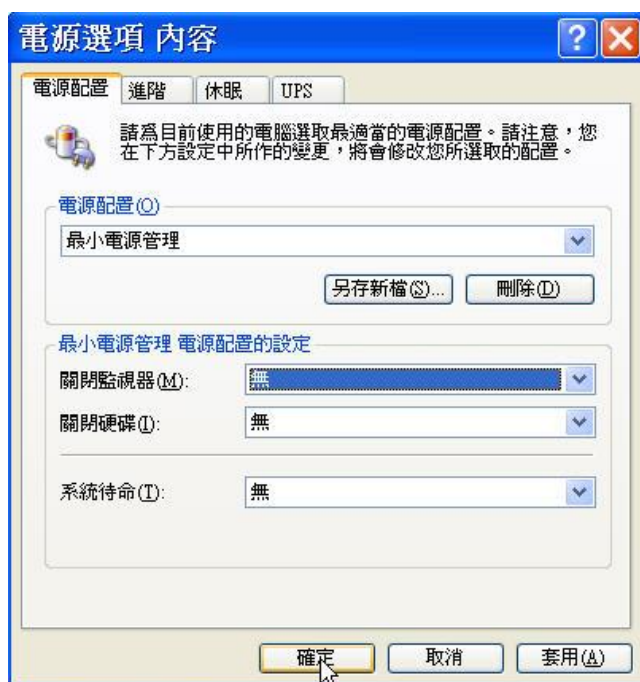 電源選項 內容
電源配置 進階 休眠 UPS
請為目前使用的電腦選取最適當的電源配置。請注意，您
在下方設定中所作的變更，將會修改您所選取的配置。
電源配置(O)
最小電源管理
另存新檔(S)... 刪除(D)
最小電源管理 電源配置的設定
關閉監視器(M): 無
關閉硬碟(I): 無
系統待命(T): 無
確定 取消 套用(A)